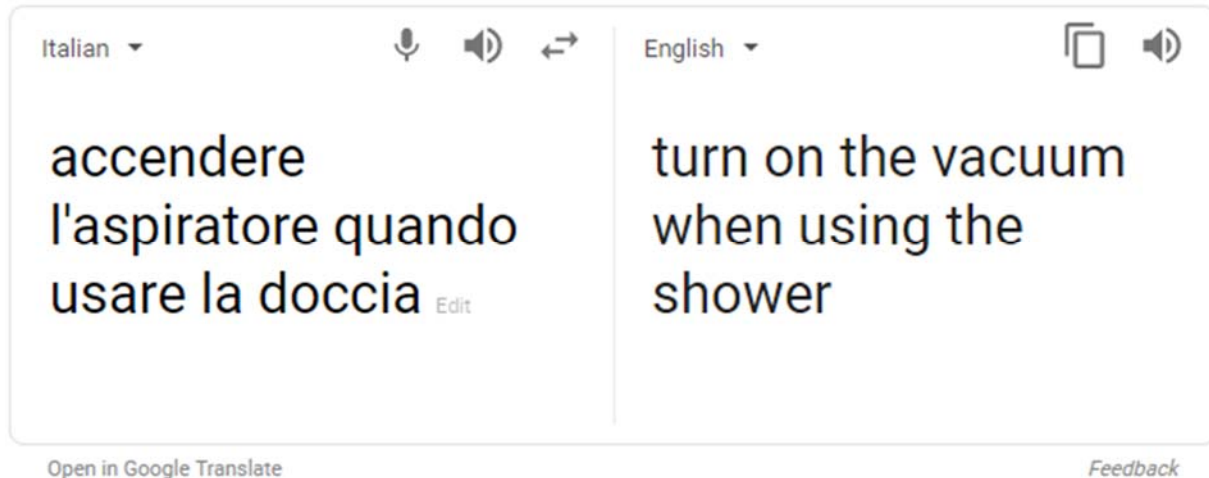 Italian
English
accendere
l'aspiratore quando
usare la doccia Edit
turn on the vacuum
when using the
shower
Open in Google Translate
Feedback